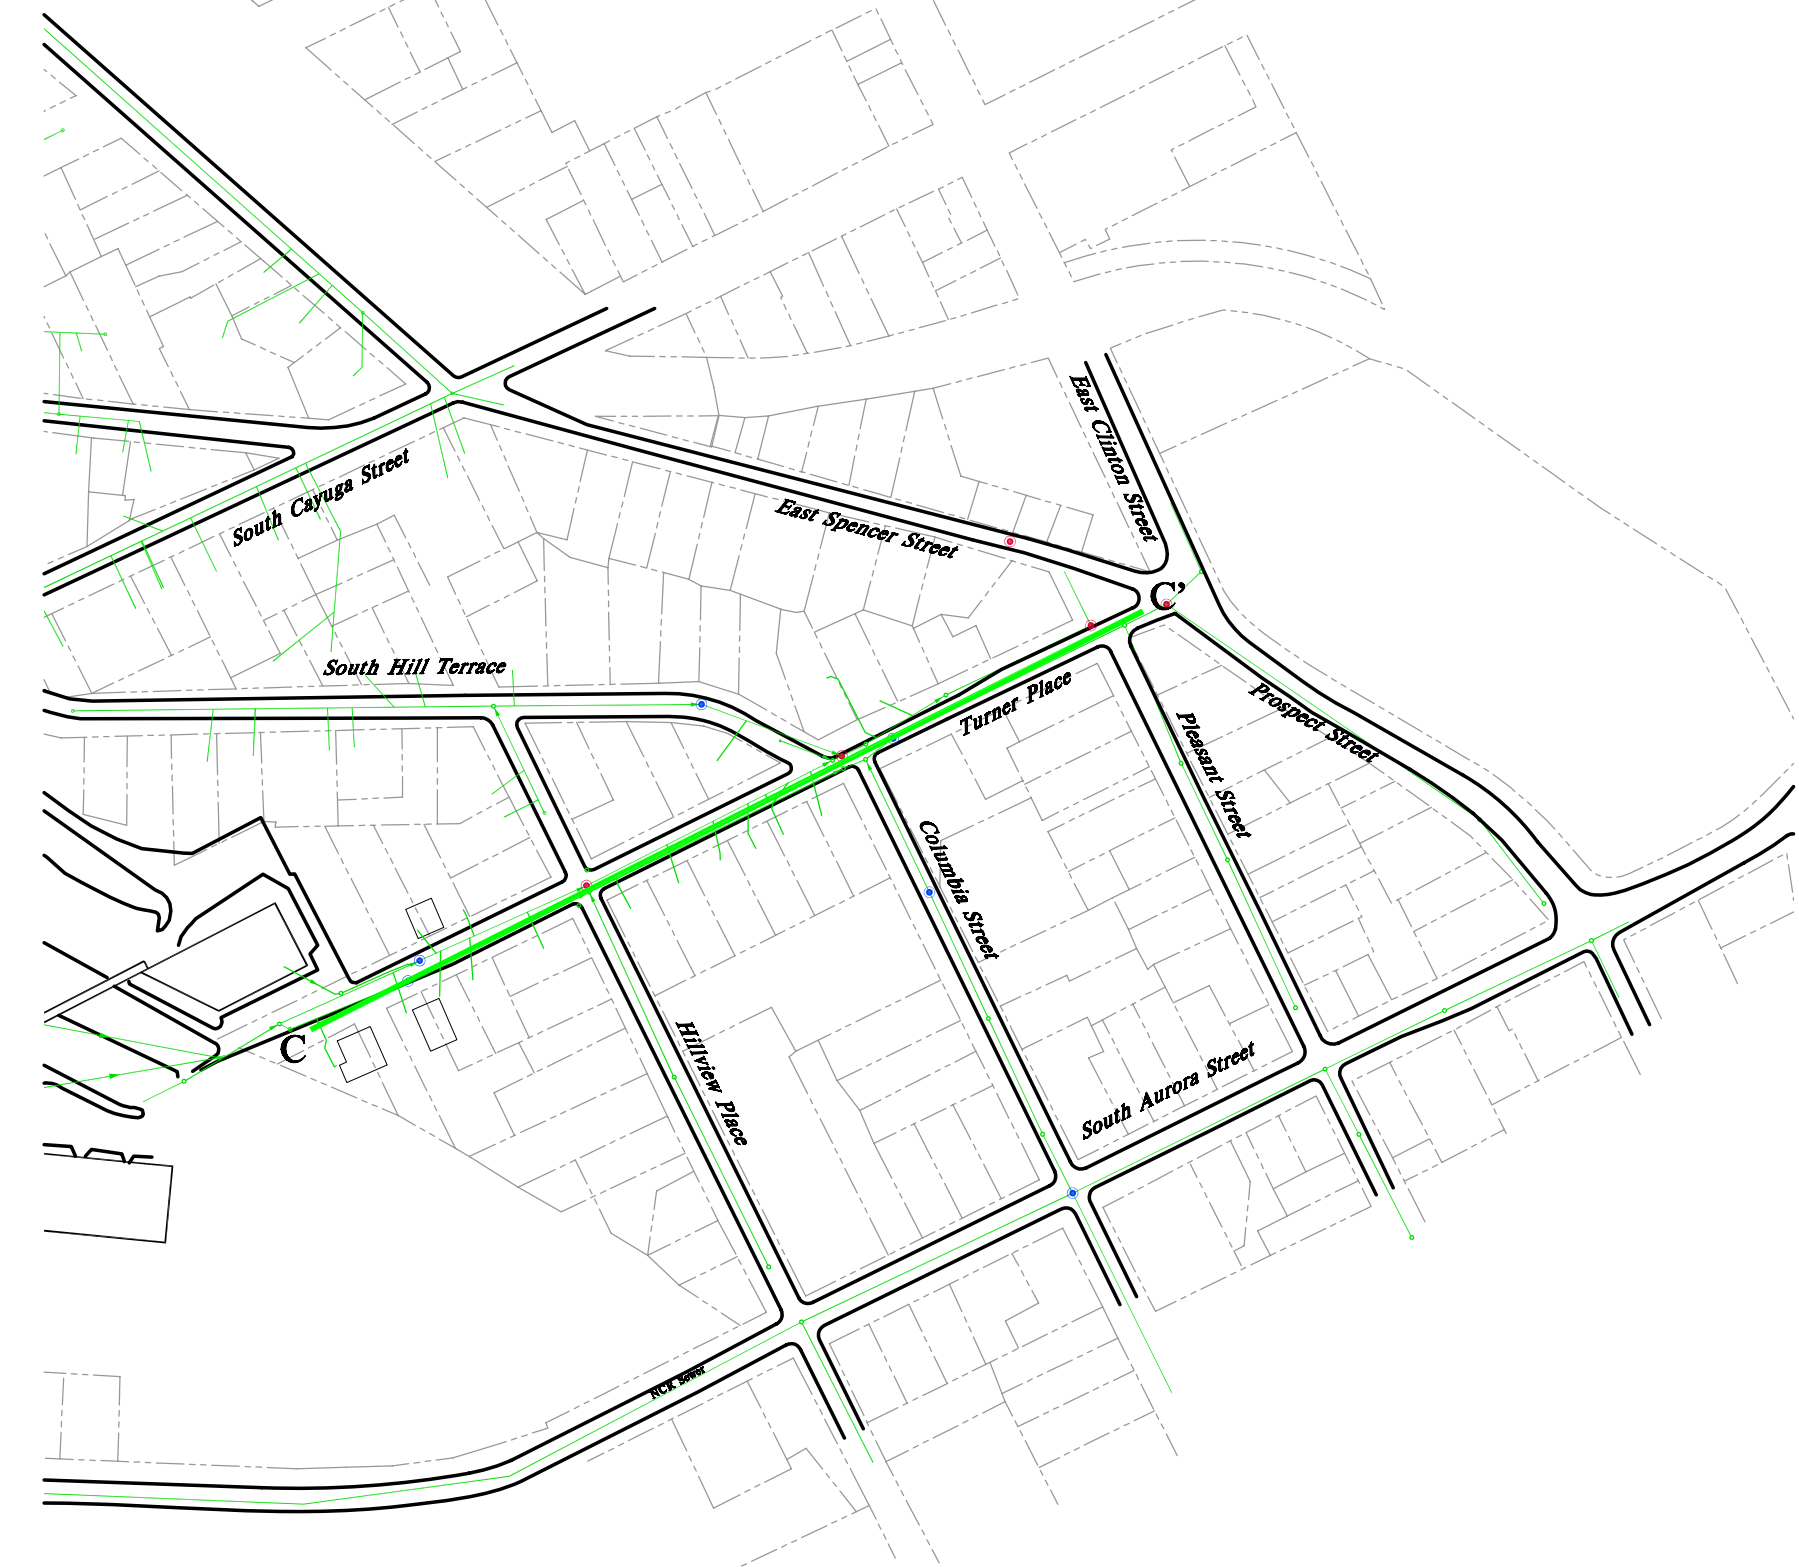 East Clinton Street
South Cayuga Street
East Spencer Street
C’
South Hill Terrace
Turner Place
Prospect Street
Pleasant Street
Columbia Street
C
Hillview Place
South Aurora Street
NCR Sewer